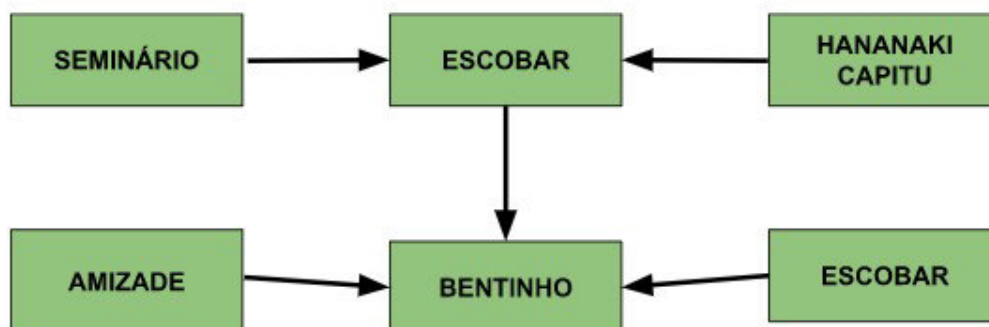 SEMINÁRIO
ESCOBAR
HANANAKI
CAPITU
AMIZADE
BENTINHO
ESCOBAR